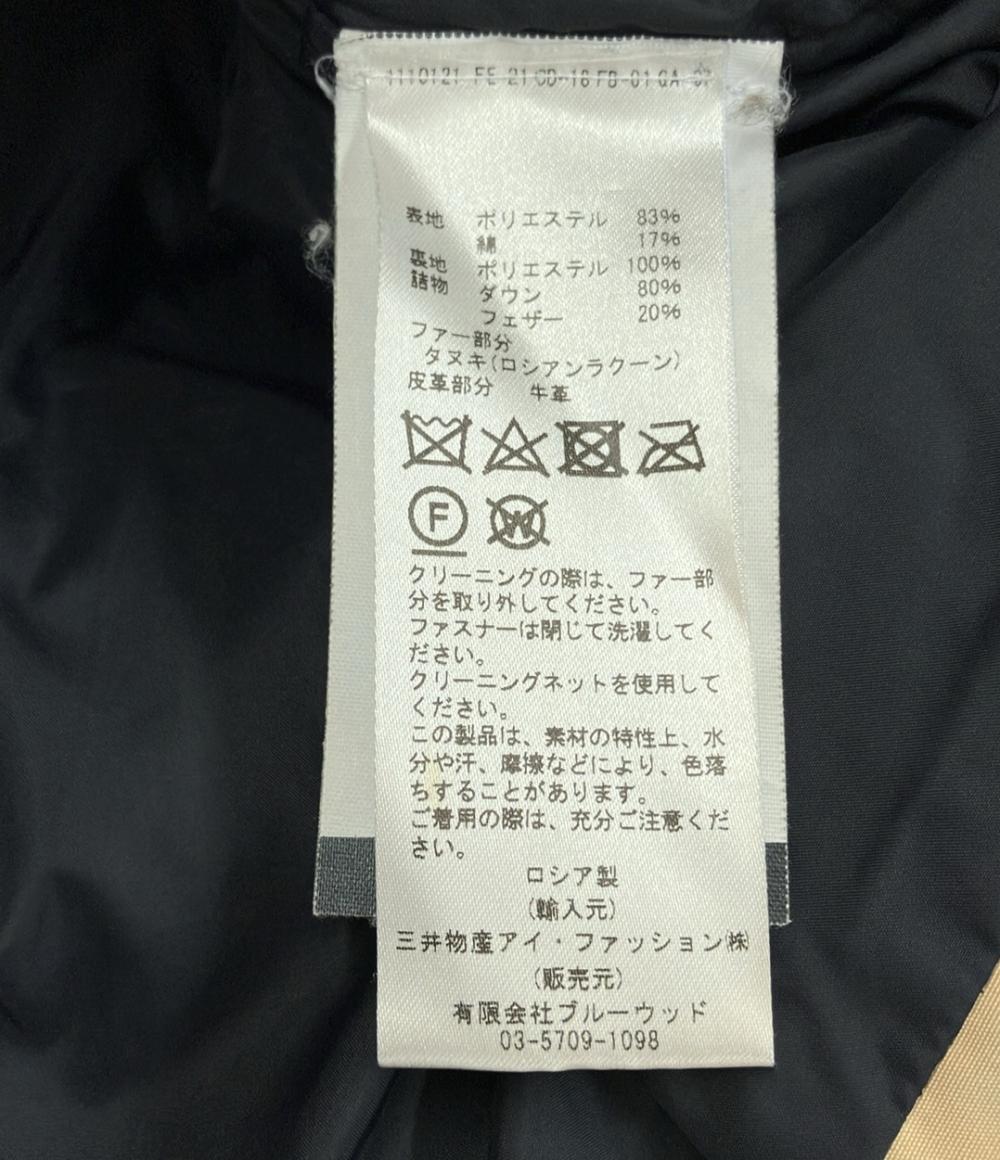 1110121 FE-21 CD-18 FB-01 GA-07
表地 ポリエステル 83%
綿 17%
裏地 ポリエステル 100%
詰物 ダウン 80%
フェザー 20%
ファー部分
タヌキ(ロシアンラクーン)
皮革部分 牛革
F W
クリーニングの際は、ファー部
分を取り外してください。
ファスナーは閉じて洗濯してく
ださい。
クリーニングネットを使用して
ください。
この製品は、素材の特性上、水
分や汗、摩擦などにより、色落
ちすることがあります。
ご着用の際は、充分ご注意くだ
さい。
ロシア製
(輸入元)
三井物産アイ・ファッション㈱
(販売元)
有限会社ブルーウッド
03-5709-1098